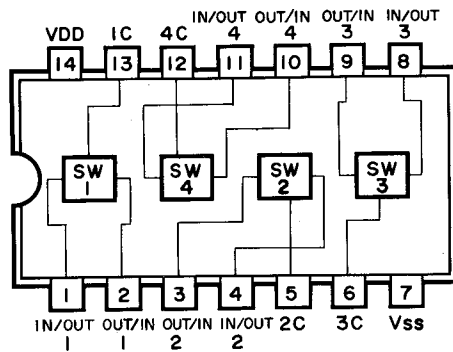 IN/OUT OUT/IN OUT/IN IN/OUT
VDD 1C 4C 4 4 3 3
14 13 12 11 10 9 8
SW SW SW SW
1 4 2 3
1 2 3 4 5 6 7
IN/OUT OUT/IN OUT/IN IN/OUT 2C 3C Vss
1 1 2 2